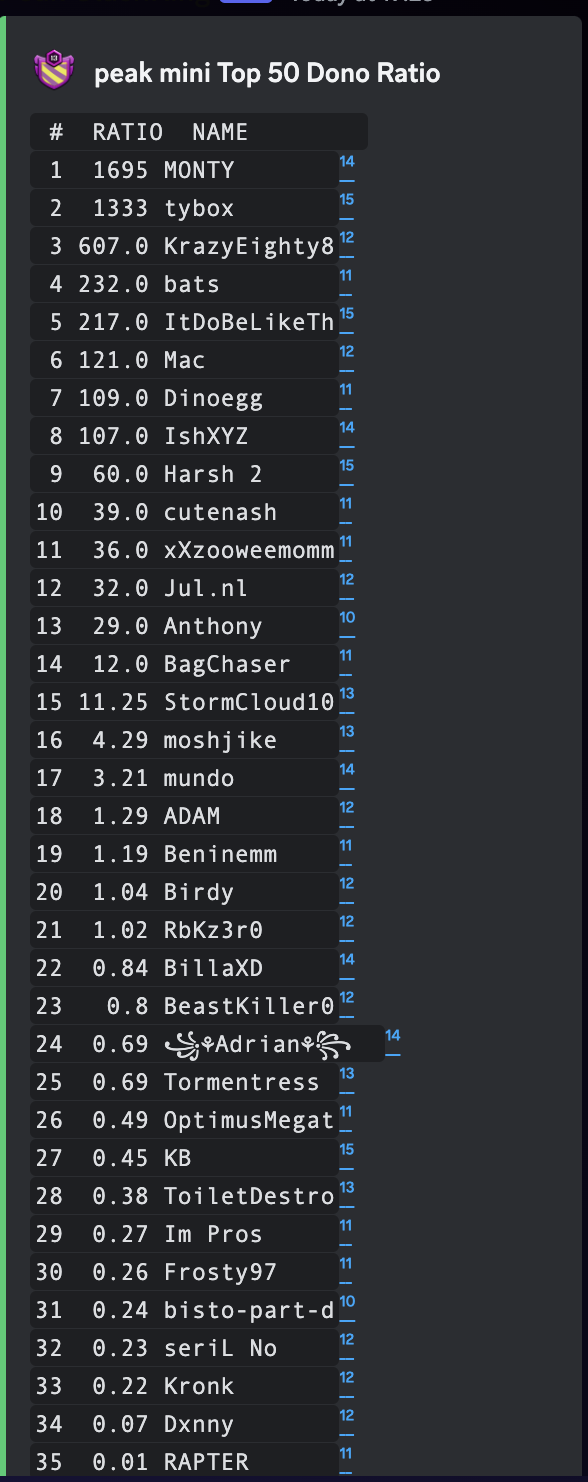 peak mini Top 50 Dono Ratio
# RATIO NAME
1 1695 MONTY 14
2 1333 tybox 15
3 607.0 KrazyEighty8 12
4 232.0 bats 11
5 217.0 ItDoBeLikeTh 15
6 121.0 Mac 12
7 109.0 Dinoegg 11
8 107.0 IshXYZ 14
9 60.0 Harsh 2 15
10 39.0 cutenash 11
11 36.0 xXzooweemomm 11
12 32.0 Jul.nl 12
13 29.0 Anthony 10
14 12.0 BagChaser 11
15 11.25 StormCloud10 13
16 4.29 moshjike 13
17 3.21 mundo 14
18 1.29 ADAM 12
19 1.19 Beninemm 11
20 1.04 Birdy 12
21 1.02 RbKz3r0 12
22 0.84 BillaXD 14
23 0.8 BeastKiller0 12
24 0.69 ꧁⚘Adrian⚘꧂ 14
25 0.69 Tormentress 13
26 0.49 OptimusMegat 11
27 0.45 KB 15
28 0.38 ToiletDestro 13
29 0.27 Im Pros 11
30 0.26 Frosty97 11
31 0.24 bisto-part-d 10
32 0.23 seriL No 12
33 0.22 Kronk 12
34 0.07 Dxnny 12
35 0.01 RAPTER 11